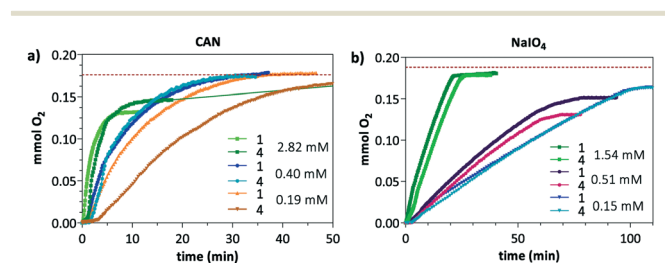 a)
CAN
0.20
0.15
0.10
0.05
0.00
mmol O2
0
10
20
30
40
50
time (min)
1
4 2.82 mM
1
4 0.40 mM
1
4 0.19 mM
b)
NaIO4
0.20
0.15
0.10
0.05
0.00
mmol O2
0
50
100
time (min)
1
4 1.54 mM
1
4 0.51 mM
1
4 0.15 mM